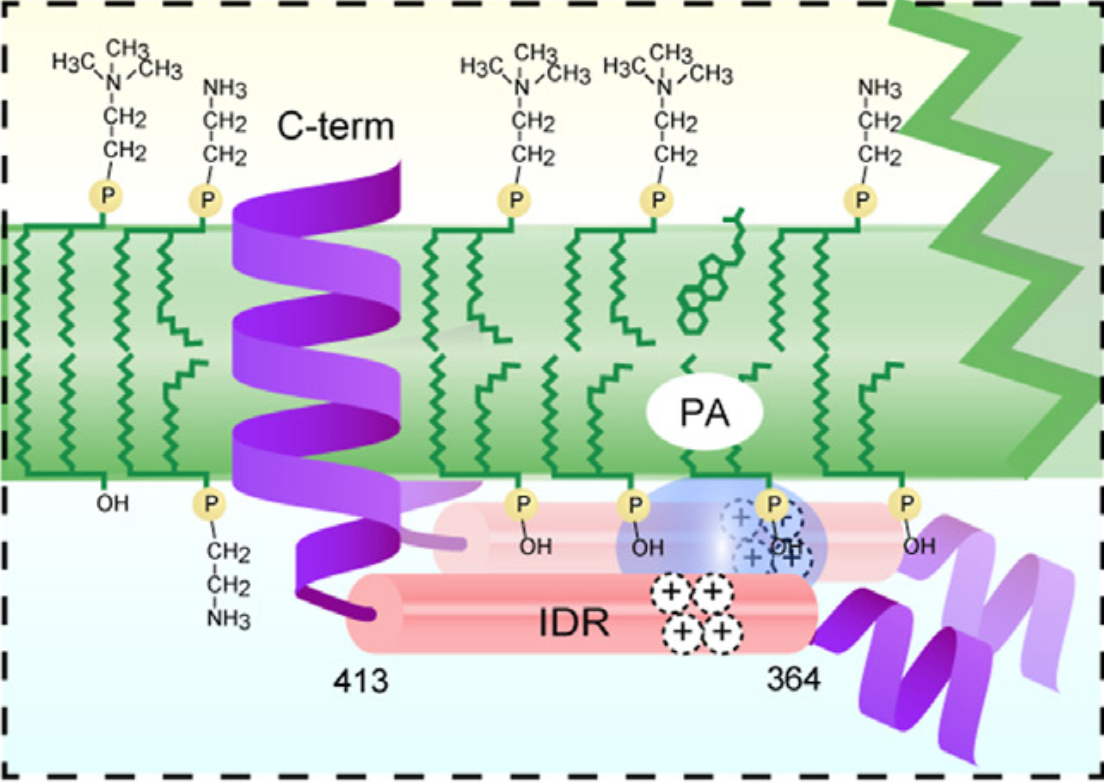 CH3
H3C CH3
N
CH2
CH2
P
NH3
CH2
CH2
P
C-term
CH3
H3C CH3
N
CH2
CH2
P
CH3
H3C CH3
N
CH2
CH2
P
NH3
CH2
CH2
P
PA
OH
P
CH2
CH2
NH3
P
OH
P
OH
P
OH
P
OH
+ +
+ +
IDR
+ +
+ +
413
364